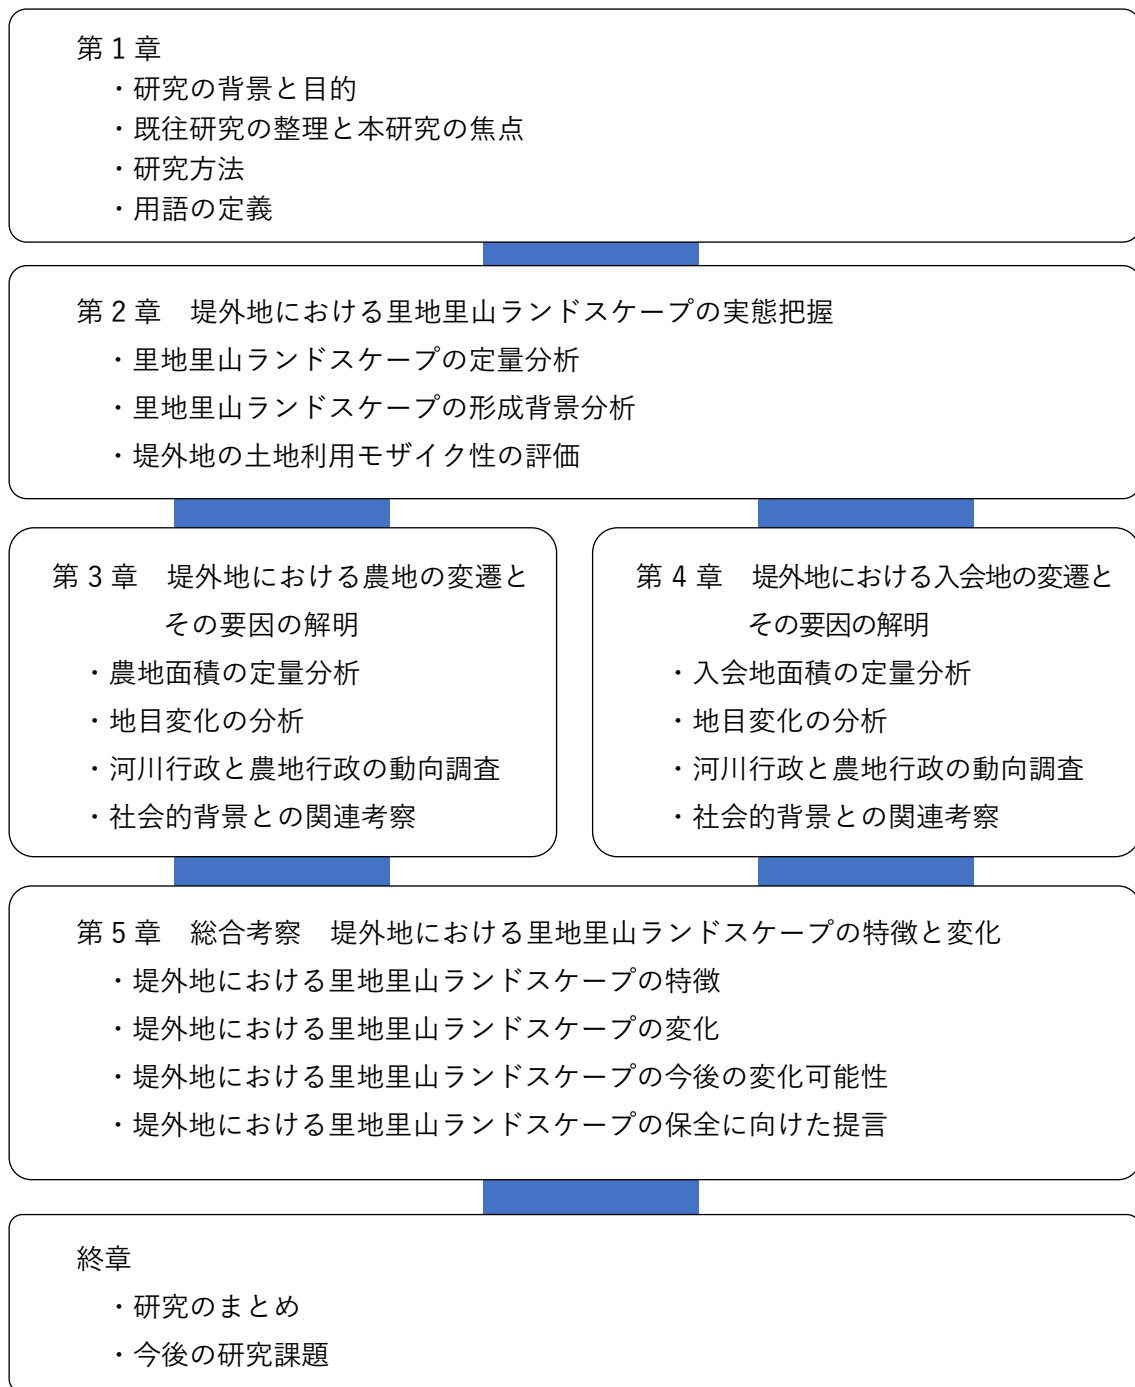 第1章
・研究の背景と目的
・既往研究の整理と本研究の焦点
・研究方法
・用語の定義
第2章　堤外地における里地里山ランドスケープの実態把握
・里地里山ランドスケープの定量分析
・里地里山ランドスケープの形成背景分析
・堤外地の土地利用モザイク性の評価
第3章　堤外地における農地の変遷と
その要因の解明
・農地面積の定量分析
・地目変化の分析
・河川行政と農地行政の動向調査
・社会的背景との関連考察
第4章　堤外地における入会地の変遷と
その要因の解明
・入会地面積の定量分析
・地目変化の分析
・河川行政と農地行政の動向調査
・社会的背景との関連考察
第5章　総合考察　堤外地における里地里山ランドスケープの特徴と変化
・堤外地における里地里山ランドスケープの特徴
・堤外地における里地里山ランドスケープの変化
・堤外地における里地里山ランドスケープの今後の変化可能性
・堤外地における里地里山ランドスケープの保全に向けた提言
終章
・研究のまとめ
・今後の研究課題